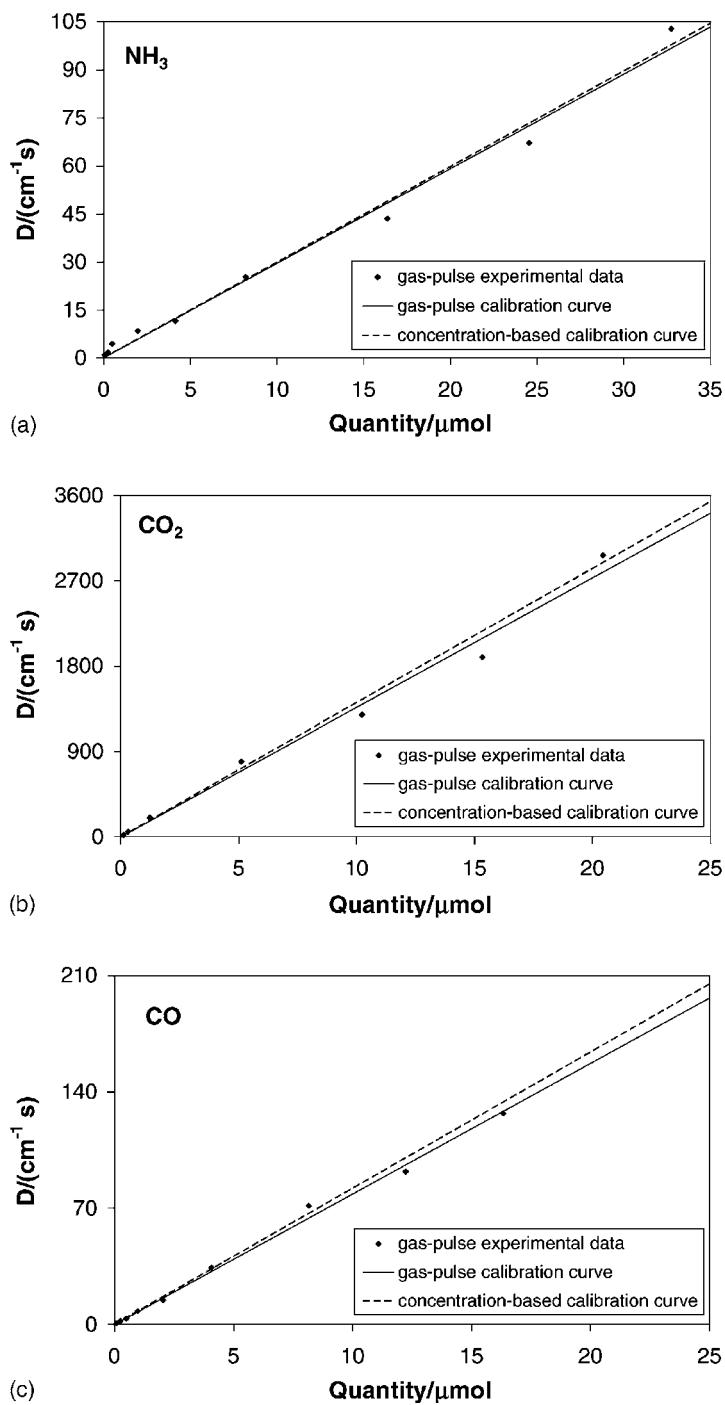 105
NH₃
90
75
D/(cm⁻¹s)
60
45
30
gas-pulse experimental data
gas-pulse calibration curve
15
concentration-based calibration curve
0
0 5 10 15 20 25 30 35
(a)
Quantity/μmol
3600
CO₂
2700
D/(cm⁻¹ s)
1800
900
gas-pulse experimental data
gas-pulse calibration curve
concentration-based calibration curve
0
0 5 10 15 20 25
(b)
Quantity/μmol
210
CO
140
D/(cm⁻¹ s)
70
gas-pulse experimental data
gas-pulse calibration curve
concentration-based calibration curve
0
0 5 10 15 20 25
(c)
Quantity/μmol